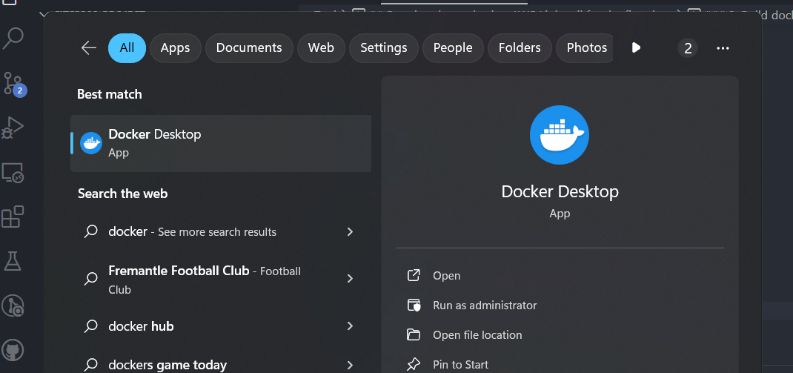 All Apps Documents Web Settings People Folders Photos 2 ...
Best match
Docker Desktop
App
Search the web
docker - See more search results
Fremantle Football Club - Football
Club
docker hub
dockers game today
Docker Desktop
App
Open
Run as administrator
Open file location
Pin to Start
2